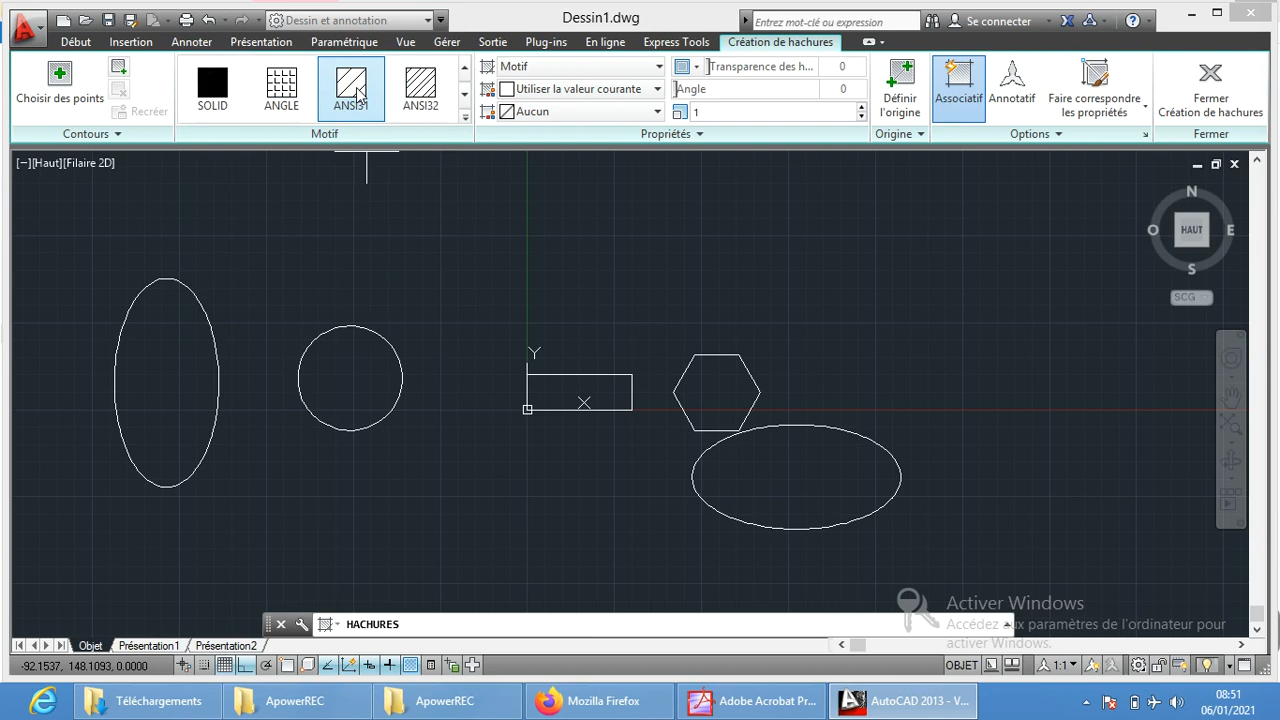 Dessin et annotation
Dessin1.dwg
Entrez mot-clé ou expression
Se connecter
Début
Insertion
Annoter
Présentation
Paramétrique
Vue
Gérer
Sortie
Plug-ins
En ligne
Express Tools
Création de hachures
Choisir des points
Recréer
Contours
SOLID
ANGLE
ANSI31
ANSI32
Motif
Motif
Utiliser la valeur courante
Aucun
Transparence des h...
0
Angle
0
1
Propriétés
Définir
l'origine
Origine
Associatif
Annotatif
Faire correspondre
les propriétés
Options
Fermer
Création de hachures
Fermer
[−][Haut][Filaire 2D]
N
O
HAUT
E
S
SCG
Y
X
Activer Windows
Accédez aux paramètres de l'ordinateur pour
activer Windows.
HACHURES
Objet
Présentation1
Présentation2
-92.1537, 148.1093, 0.0000
OBJET
1:1
Téléchargements
ApowerREC
ApowerREC
Mozilla Firefox
Adobe Acrobat Pr...
AutoCAD 2013 - V...
08:51
06/01/2021